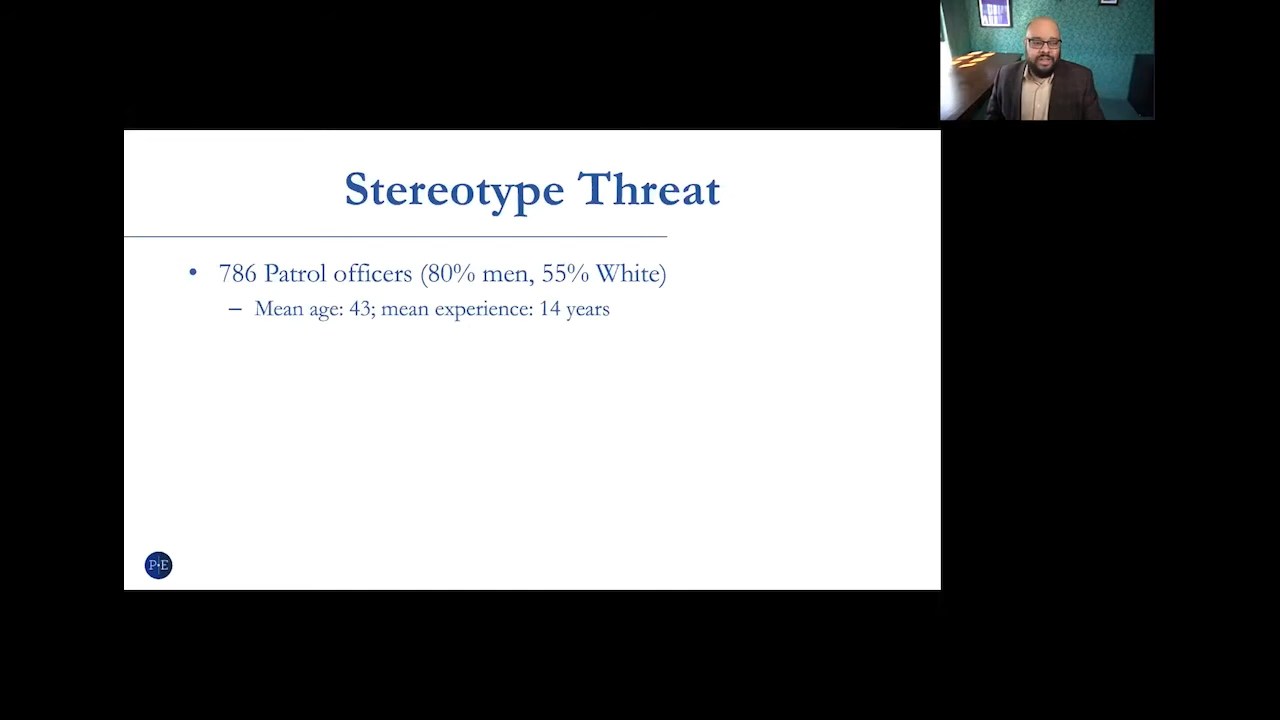 Stereotype Threat
• 786 Patrol officers (80% men, 55% White)
– Mean age: 43; mean experience: 14 years
P•E